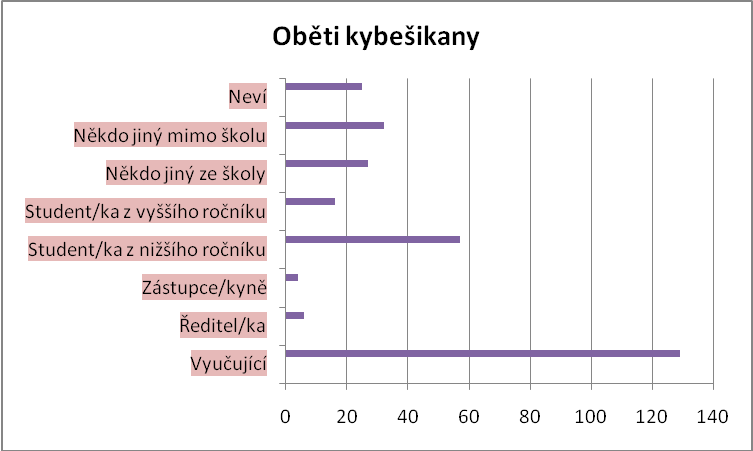 Oběti kybešikany
Neví
Někdo jiný mimo školu
Někdo jiný ze školy
Student/ka z vyššího ročníku
Student/ka z nižšího ročníku
Zástupce/kyně
Ředitel/ka
Vyučující
0 20 40 60 80 100 120 140